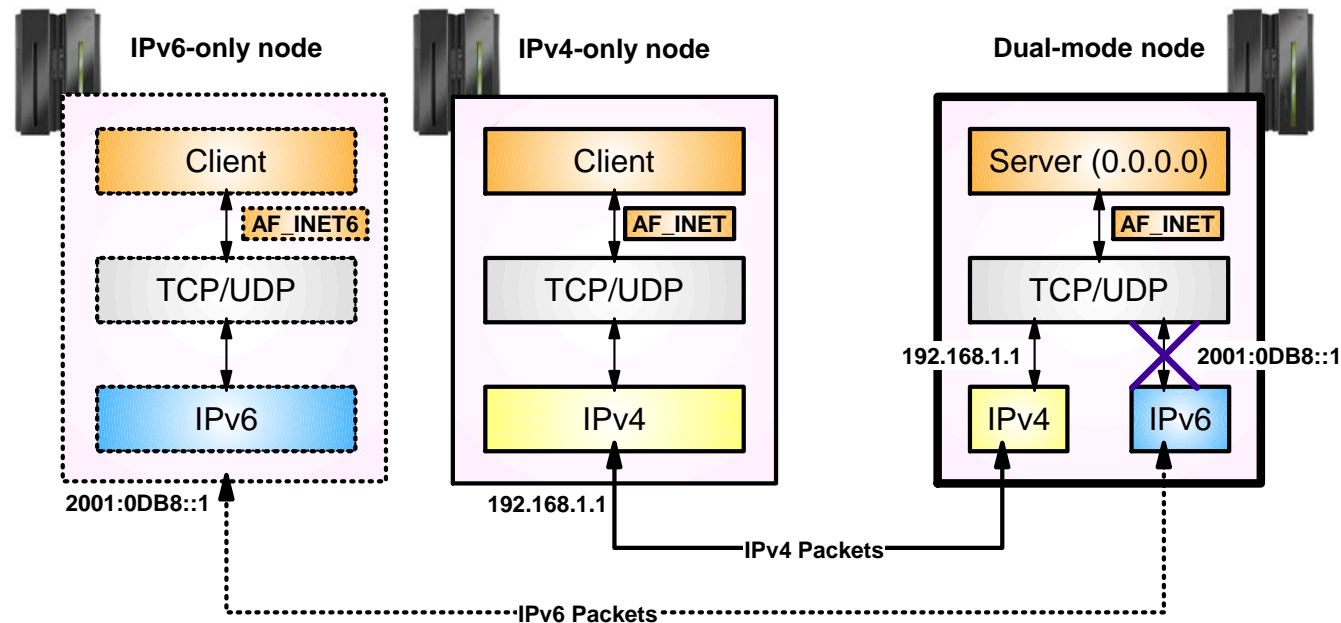 IPv6-only node
IPv4-only node
Dual-mode node
Client
Client
Server (0.0.0.0)
AF_INET6
AF_INET
AF_INET
TCP/UDP
TCP/UDP
TCP/UDP
192.168.1.1
2001:0DB8::1
IPv6
IPv4
IPv4
IPv6
2001:0DB8::1
192.168.1.1
IPv4 Packets
IPv6 Packets